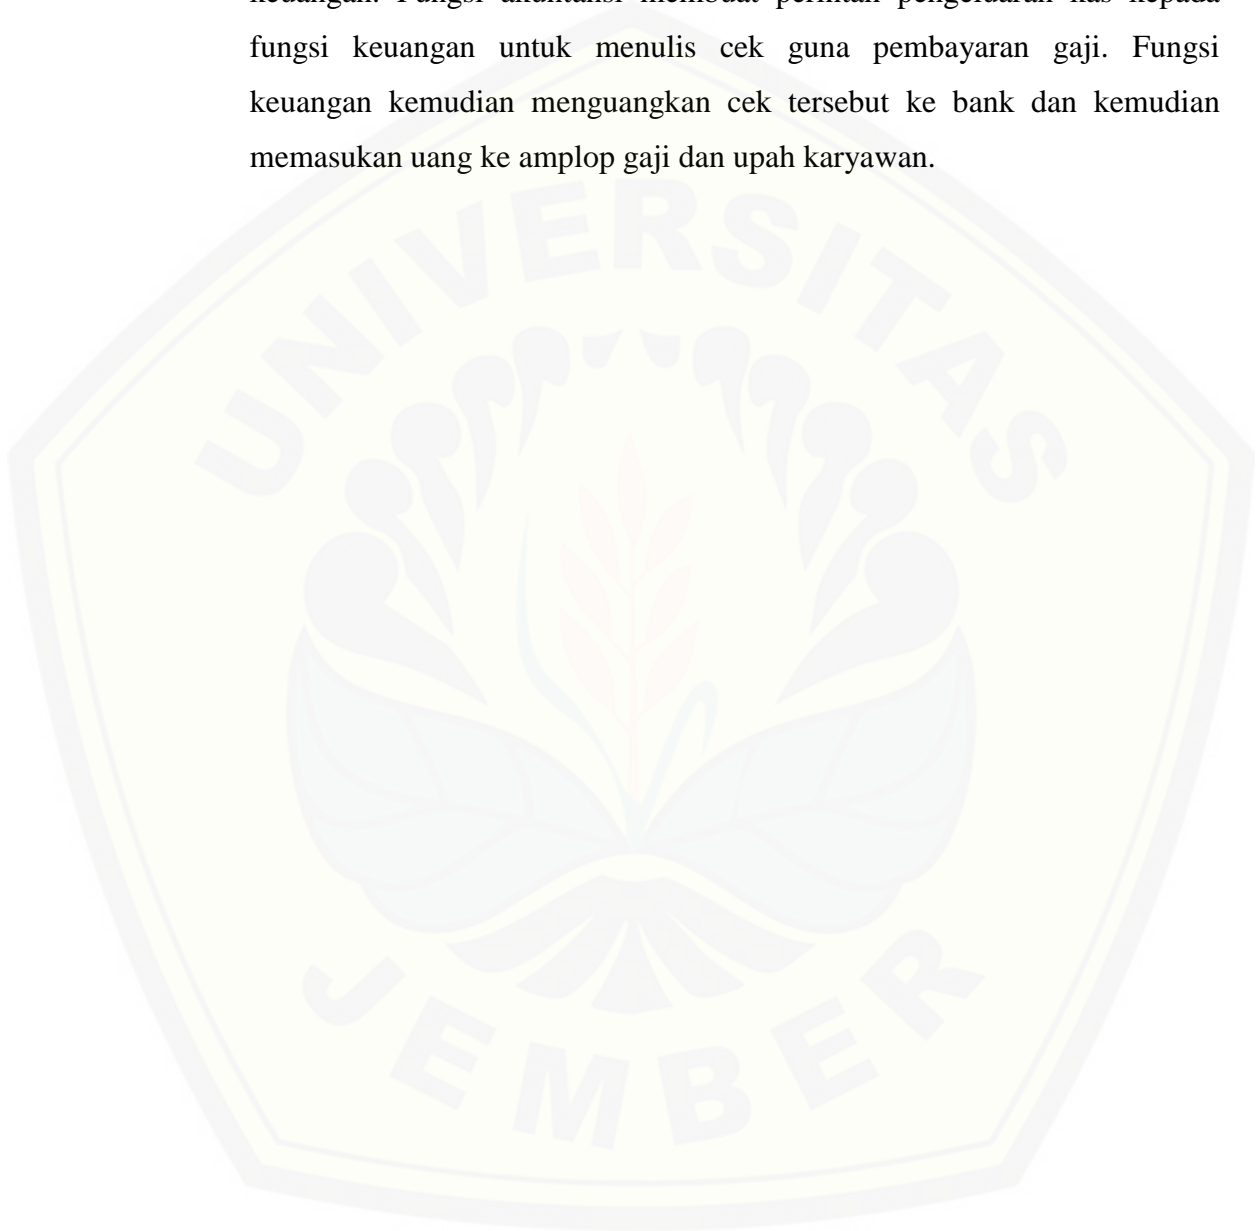 keuangan. Fungsi akuntansi membuat perintah pengeluaran kas kepada
fungsi keuangan untuk menulis cek guna pembayaran gaji. Fungsi
keuangan kemudian menguangkan cek tersebut ke bank dan kemudian
memasukan uang ke amplop gaji dan upah karyawan.
UNIVERSITAS
JEMBER